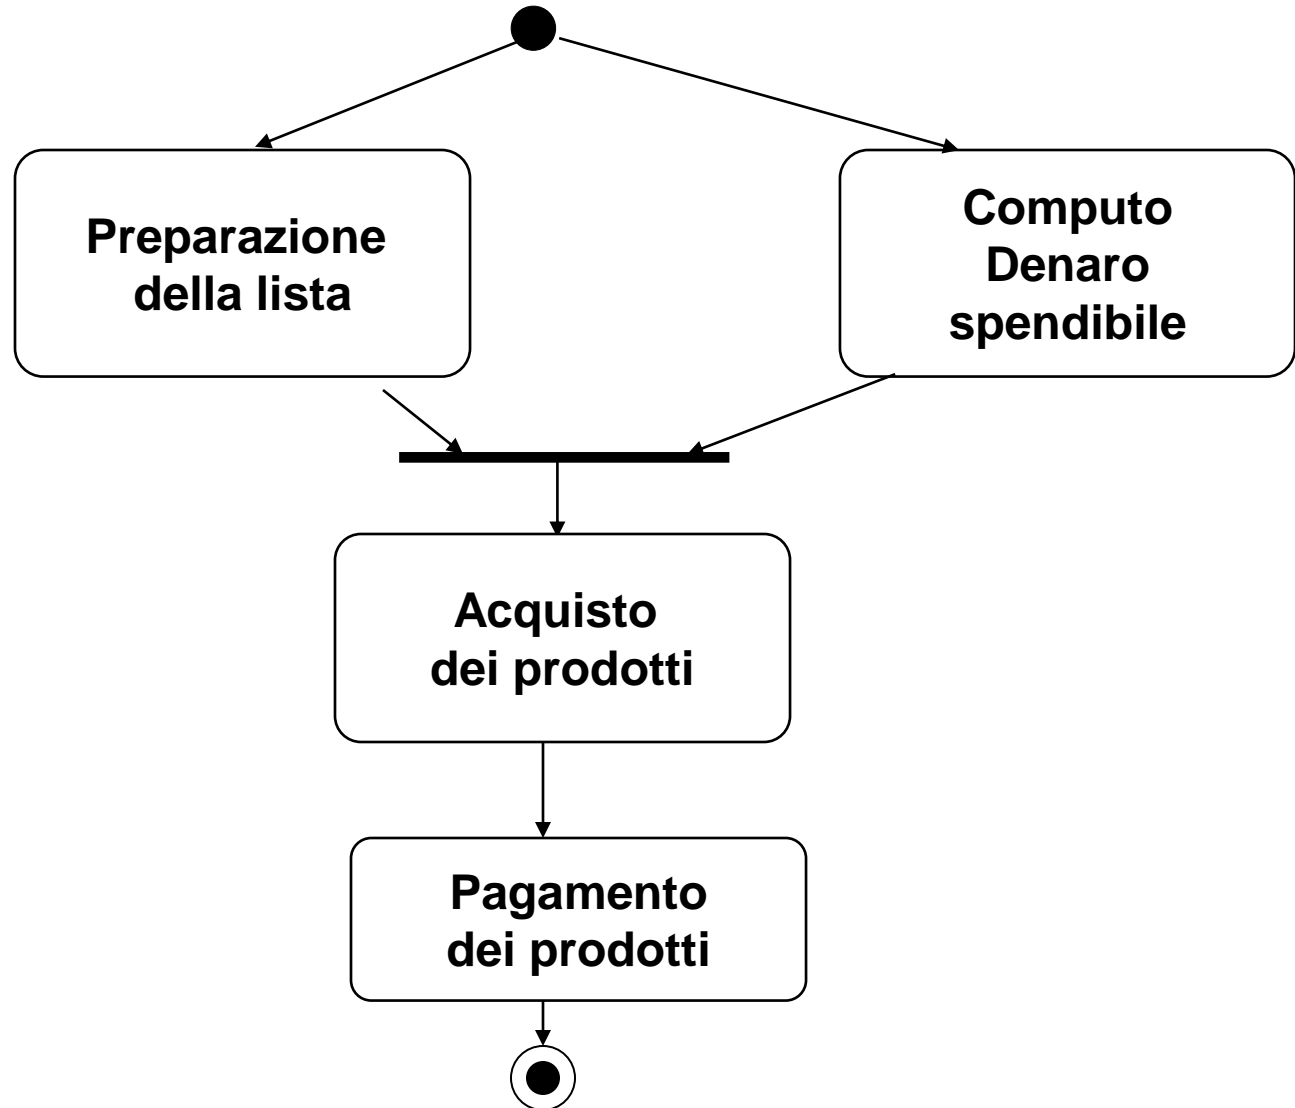 Preparazione
della lista
Computo
Denaro
spendibile
Acquisto
dei prodotti
Pagamento
dei prodotti